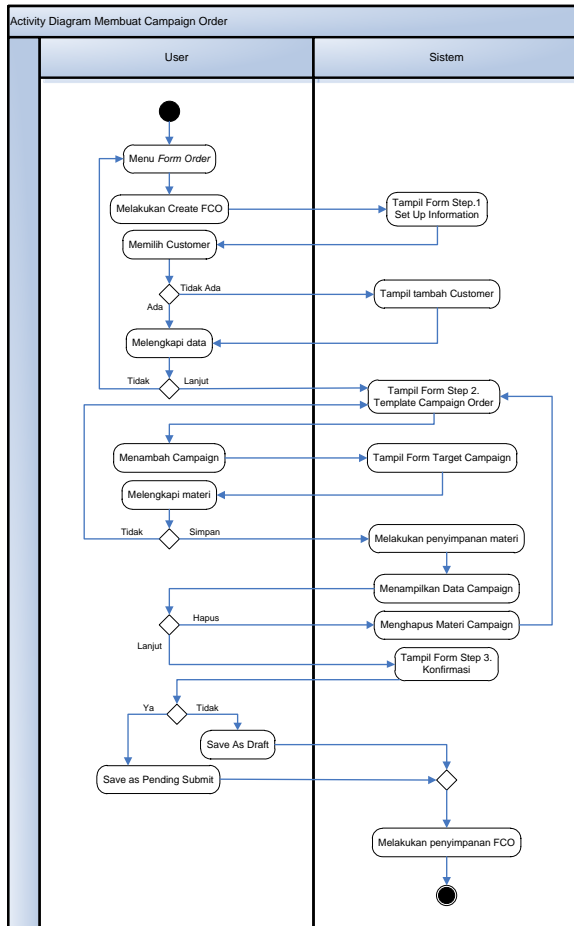 Activity Diagram Membuat Campaign Order
User
Sistem
Menu Form Order
Melakukan Create FCO
Tampil Form Step.1
Set Up Information
Memilih Customer
Tidak Ada
Ada
Tampil tambah Customer
Melengkapi data
Tidak
Lanjut
Tampil Form Step 2.
Template Campaign Order
Menambah Campaign
Tampil Form Target Campaign
Melengkapi materi
Tidak
Simpan
Melakukan penyimpanan materi
Menampilkan Data Campaign
Hapus
Menghapus Materi Campaign
Lanjut
Tampil Form Step 3.
Konfirmasi
Ya
Tidak
Save As Draft
Save as Pending Submit
Melakukan penyimpanan FCO